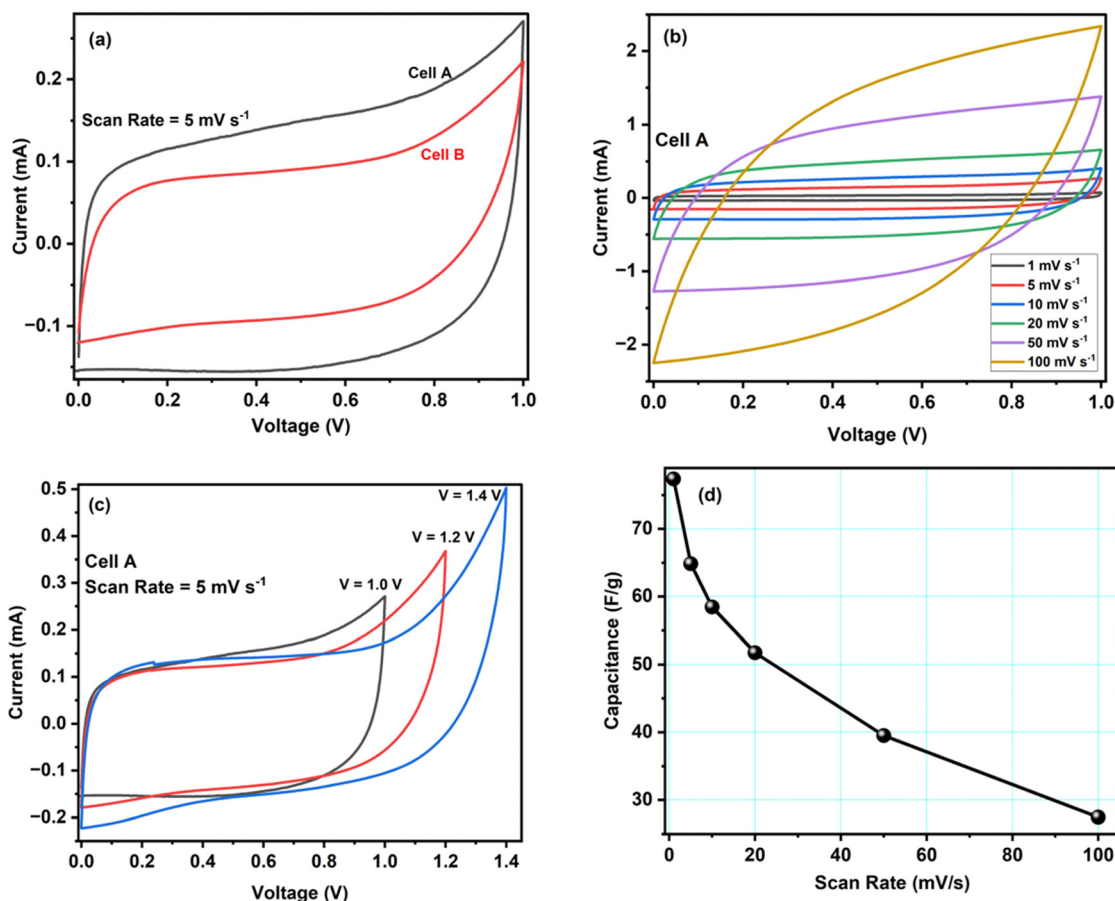 (a)
Cell A
Scan Rate = 5 mV s⁻¹
Cell B
0.2
0.1
0.0
−0.1
Current (mA)
0.0 0.2 0.4 0.6 0.8 1.0
Voltage (V)
(b)
Cell A
2
1
0
−1
−2
Current (mA)
1 mV s⁻¹
5 mV s⁻¹
10 mV s⁻¹
20 mV s⁻¹
50 mV s⁻¹
100 mV s⁻¹
0.0 0.2 0.4 0.6 0.8 1.0
Voltage (V)
(c)
V = 1.4 V
V = 1.2 V
Cell A
Scan Rate = 5 mV s⁻¹
V = 1.0 V
0.5
0.4
0.3
0.2
0.1
0.0
−0.1
−0.2
Current (mA)
0.0 0.2 0.4 0.6 0.8 1.0 1.2 1.4
Voltage (V)
(d)
70
60
50
40
30
Capacitance (F/g)
0 20 40 60 80 100
Scan Rate (mV/s)